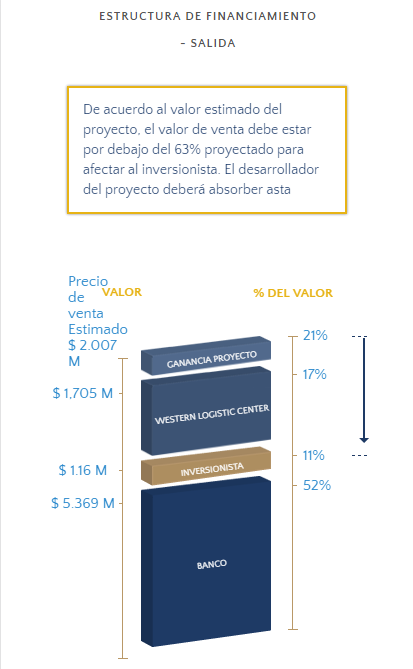 ESTRUCTURA DE FINANCIAMIENTO
- SALIDA
De acuerdo al valor estimado del
proyecto, el valor de venta debe estar
por debajo del 63% proyectado para
afectar al inversionista. El desarrollador
del proyecto deberá absorber asta
Precio
de
venta
Estimado
$ 2.007
M
VALOR
% DEL VALOR
21%
GANANCIA PROYECTO
17%
$ 1,705 M
WESTERN LOGISTIC CENTER
11%
$ 1.16 M
INVERSIONISTA
52%
$ 5.369 M
BANCO